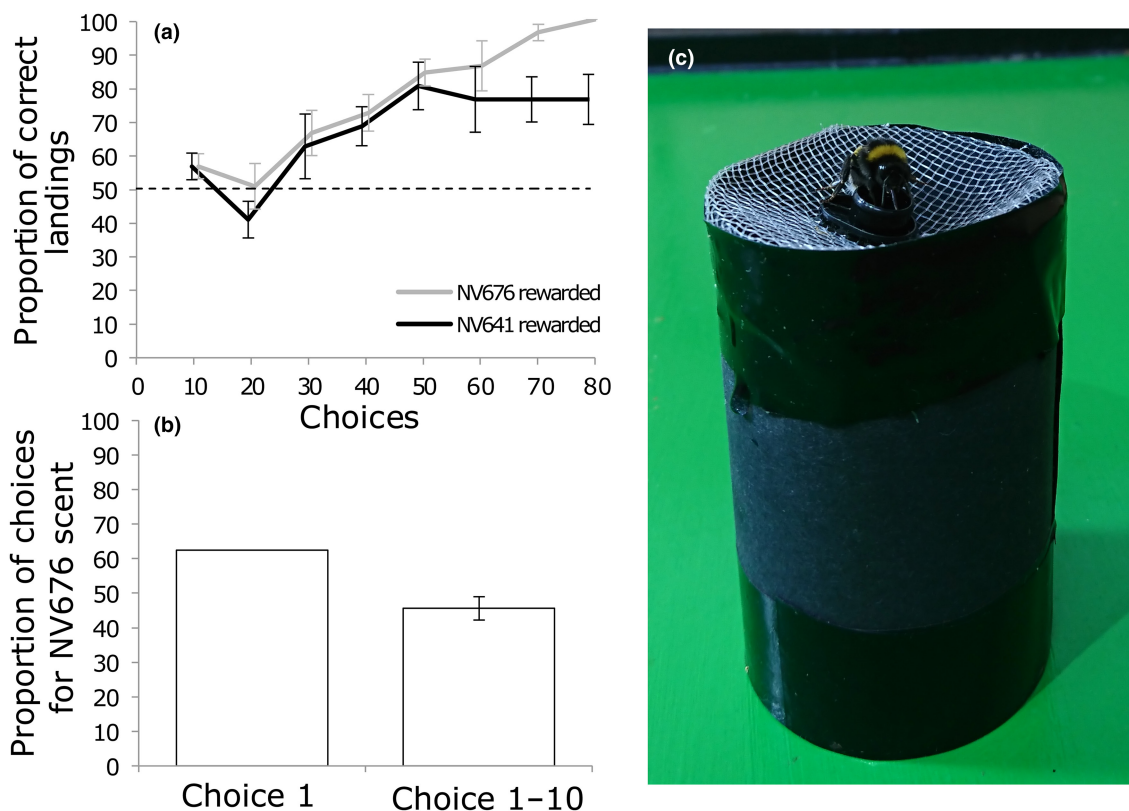 (a)
Proportion of correct
landings
100
90
80
70
60
50
40
30
20
10
0
NV676 rewarded
NV641 rewarded
0 10 20 30 40 50 60 70 80
Choices
(b)
Proportion of choices
for NV676 scent
100
90
80
70
60
50
40
30
20
10
0
Choice 1 Choice 1–10
(c)